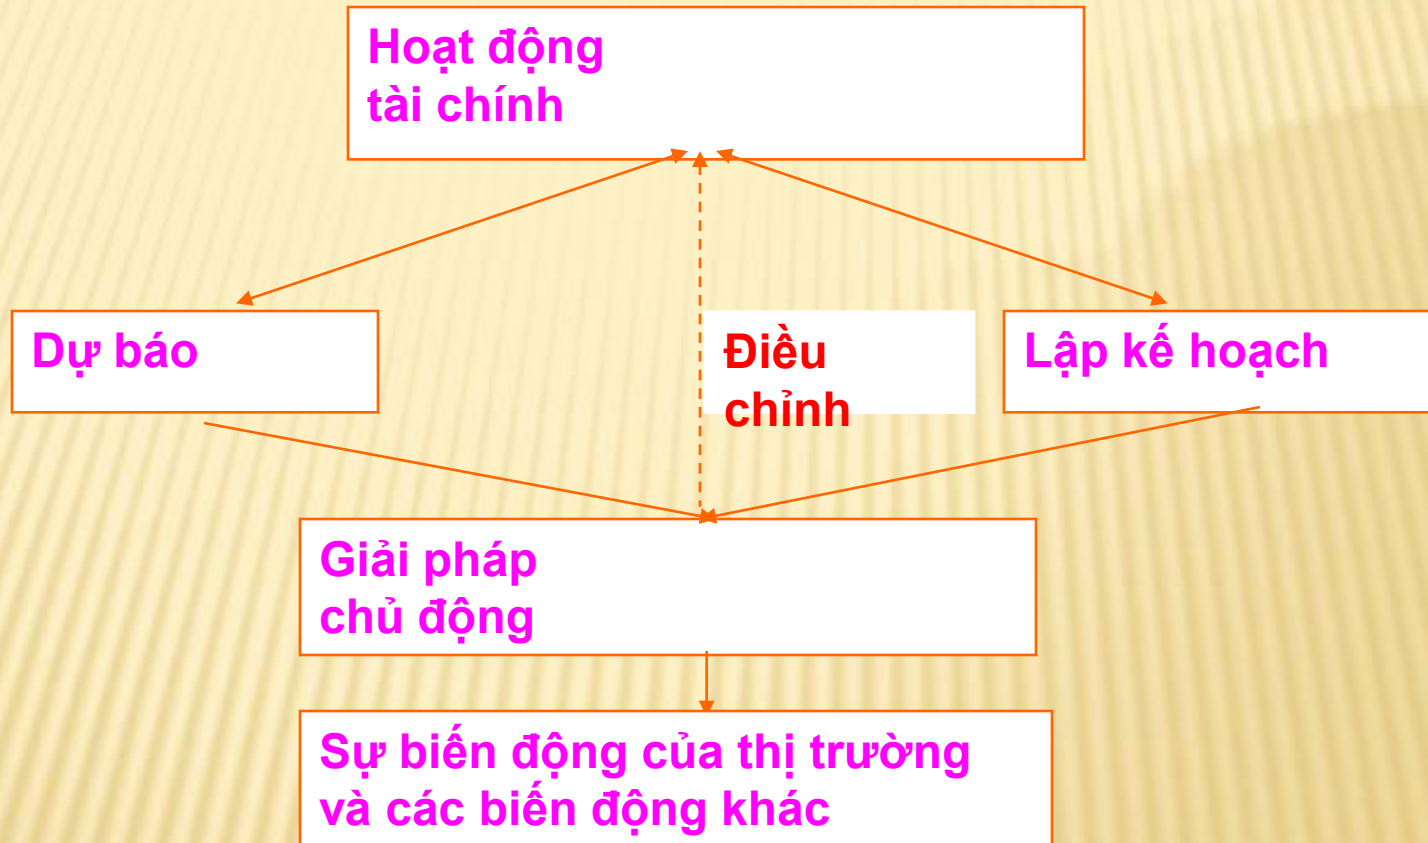 Hoạt động
tài chính
Dự báo
Điều
chỉnh
Lập kế hoạch
Giải pháp
chủ động
Sự biến động của thị trường
và các biến động khác